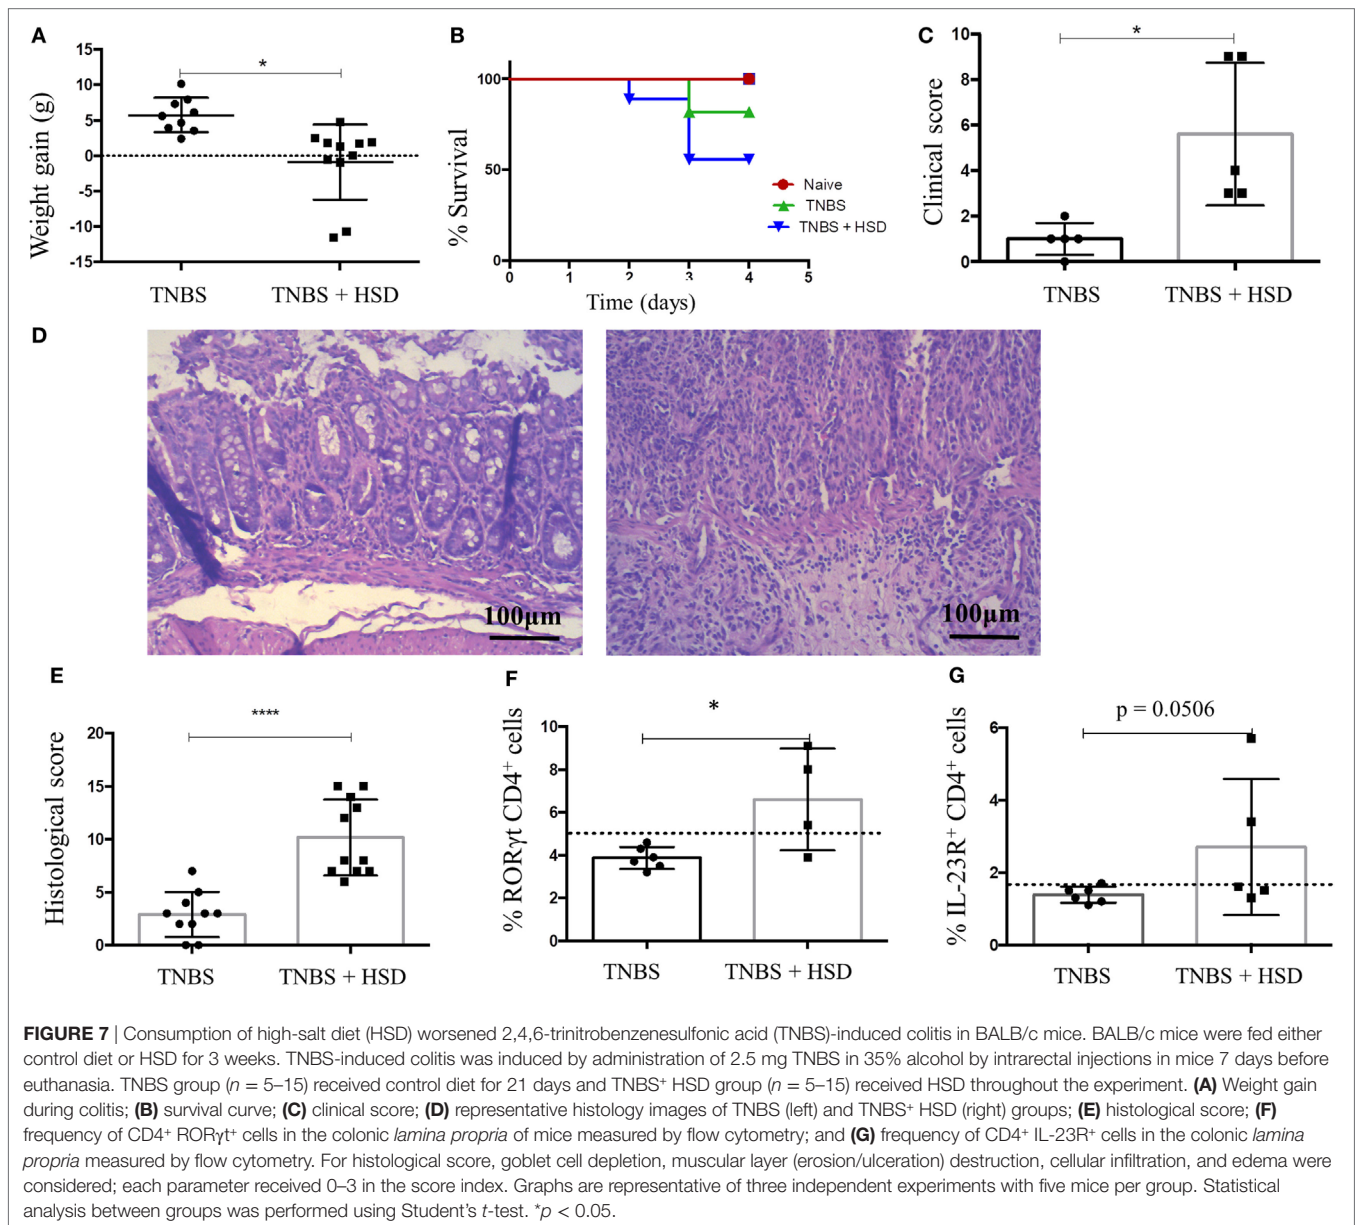 A
B
C
*
*
15
10
5
0
-5
-10
-15
Weight gain (g)
TNBS
TNBS + HSD
100
50
0
% Survival
0
1
2
3
4
5
Time (days)
Naive
TNBS
TNBS + HSD
10
8
6
4
2
0
Clinical score
TNBS
TNBS + HSD
D
100µm
100µm
E
F
G
****
*
p = 0.0506
20
15
10
5
0
Histological score
TNBS
TNBS + HSD
10
8
6
4
2
0
% RORγt CD4⁺ cells
TNBS
TNBS + HSD
6
4
2
0
% IL-23R⁺ CD4⁺ cells
TNBS
TNBS + HSD
FIGURE 7 | Consumption of high-salt diet (HSD) worsened 2,4,6-trinitrobenzenesulfonic acid (TNBS)-induced colitis in BALB/c mice. BALB/c mice were fed either
control diet or HSD for 3 weeks. TNBS-induced colitis was induced by administration of 2.5 mg TNBS in 35% alcohol by intrarectal injections in mice 7 days before
euthanasia. TNBS group (n = 5–15) received control diet for 21 days and TNBS⁺ HSD group (n = 5–15) received HSD throughout the experiment. (A) Weight gain
during colitis; (B) survival curve; (C) clinical score; (D) representative histology images of TNBS (left) and TNBS⁺ HSD (right) groups; (E) histological score; (F)
frequency of CD4⁺ RORγt⁺ cells in the colonic lamina propria of mice measured by flow cytometry; and (G) frequency of CD4⁺ IL-23R⁺ cells in the colonic lamina
propria measured by flow cytometry. For histological score, goblet cell depletion, muscular layer (erosion/ulceration) destruction, cellular infiltration, and edema were
considered; each parameter received 0–3 in the score index. Graphs are representative of three independent experiments with five mice per group. Statistical
analysis between groups was performed using Student's t-test. *p < 0.05.